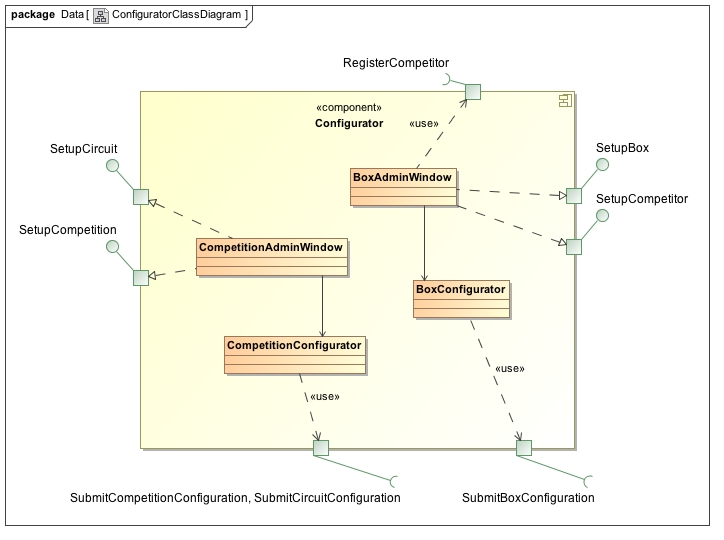 package Data [ ConfiguratorClassDiagram ]
RegisterCompetitor
«component»
Configurator
«use»
SetupCircuit
SetupBox
BoxAdminWindow
SetupCompetitor
SetupCompetition
CompetitionAdminWindow
BoxConfigurator
CompetitionConfigurator
«use»
«use»
SubmitCompetitionConfiguration, SubmitCircuitConfiguration
SubmitBoxConfiguration